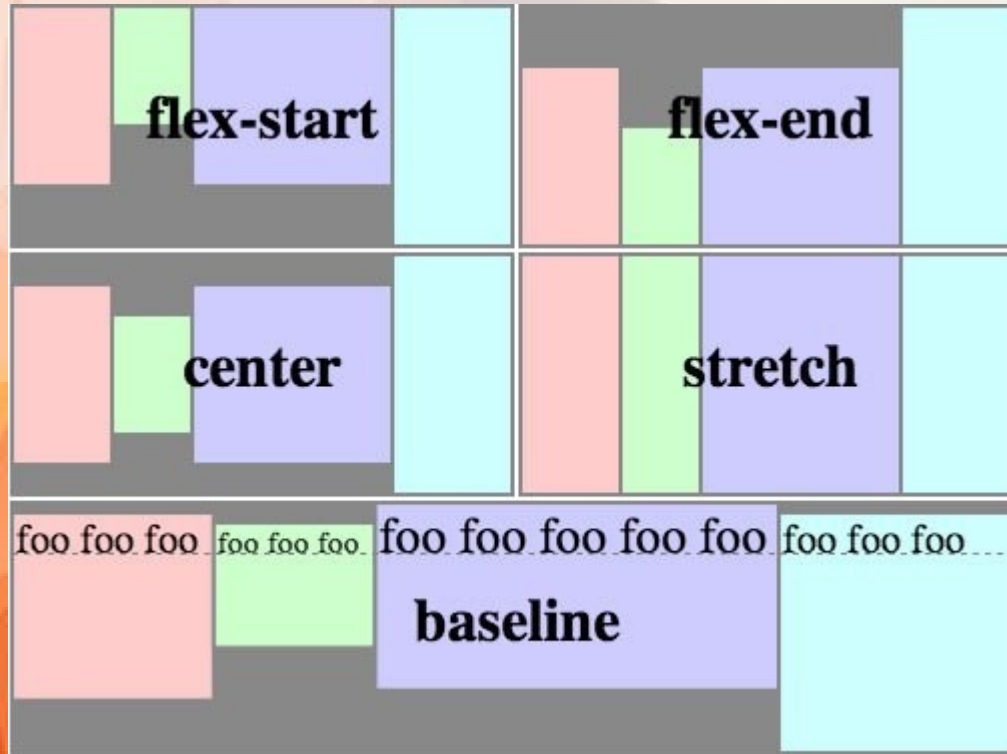 flex-start
flex-end
center
stretch
foo foo foo
foo foo foo
foo foo foo foo foo
foo foo foo
baseline